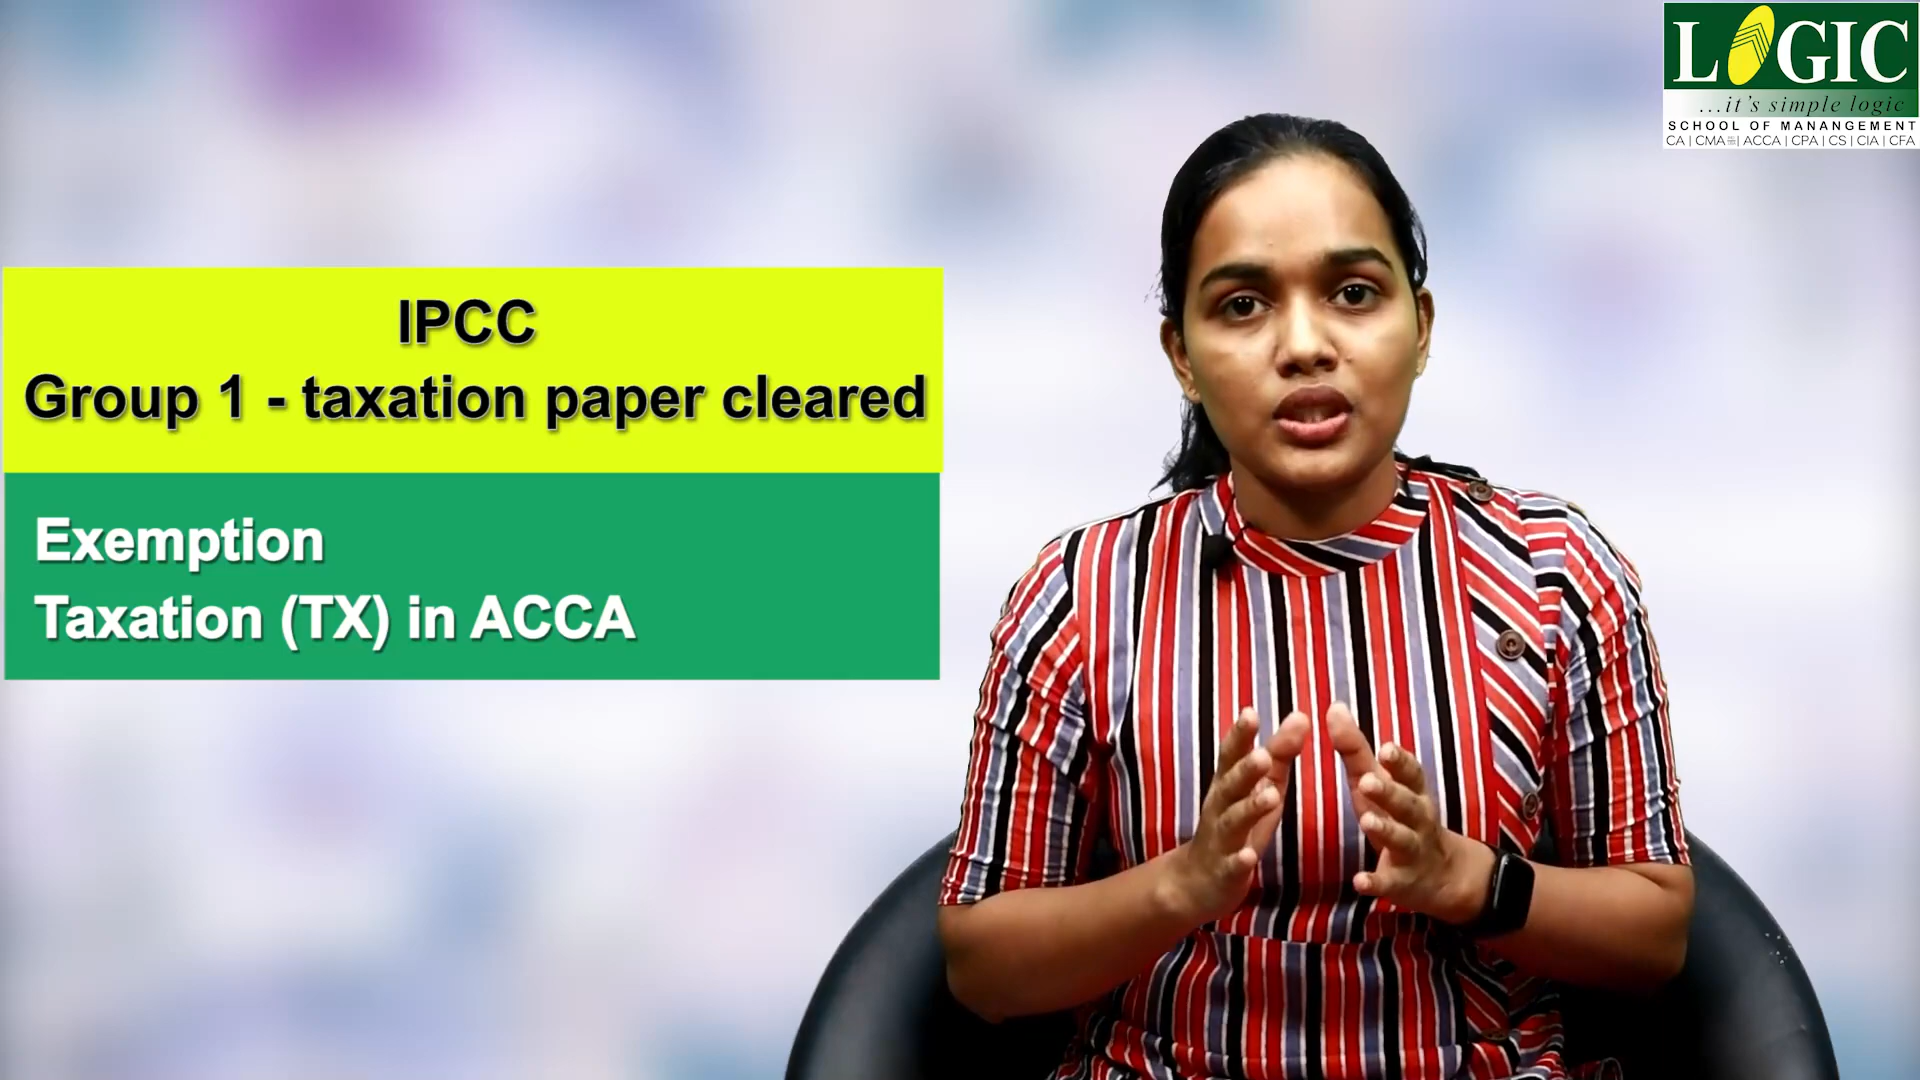 LOGIC
...it's simple logic
SCHOOL OF MANANGEMENT
CA | CMA | ACCA | CPA | CS | CIA | CFA
IPCC
Group 1 - taxation paper cleared
Exemption
Taxation (TX) in ACCA